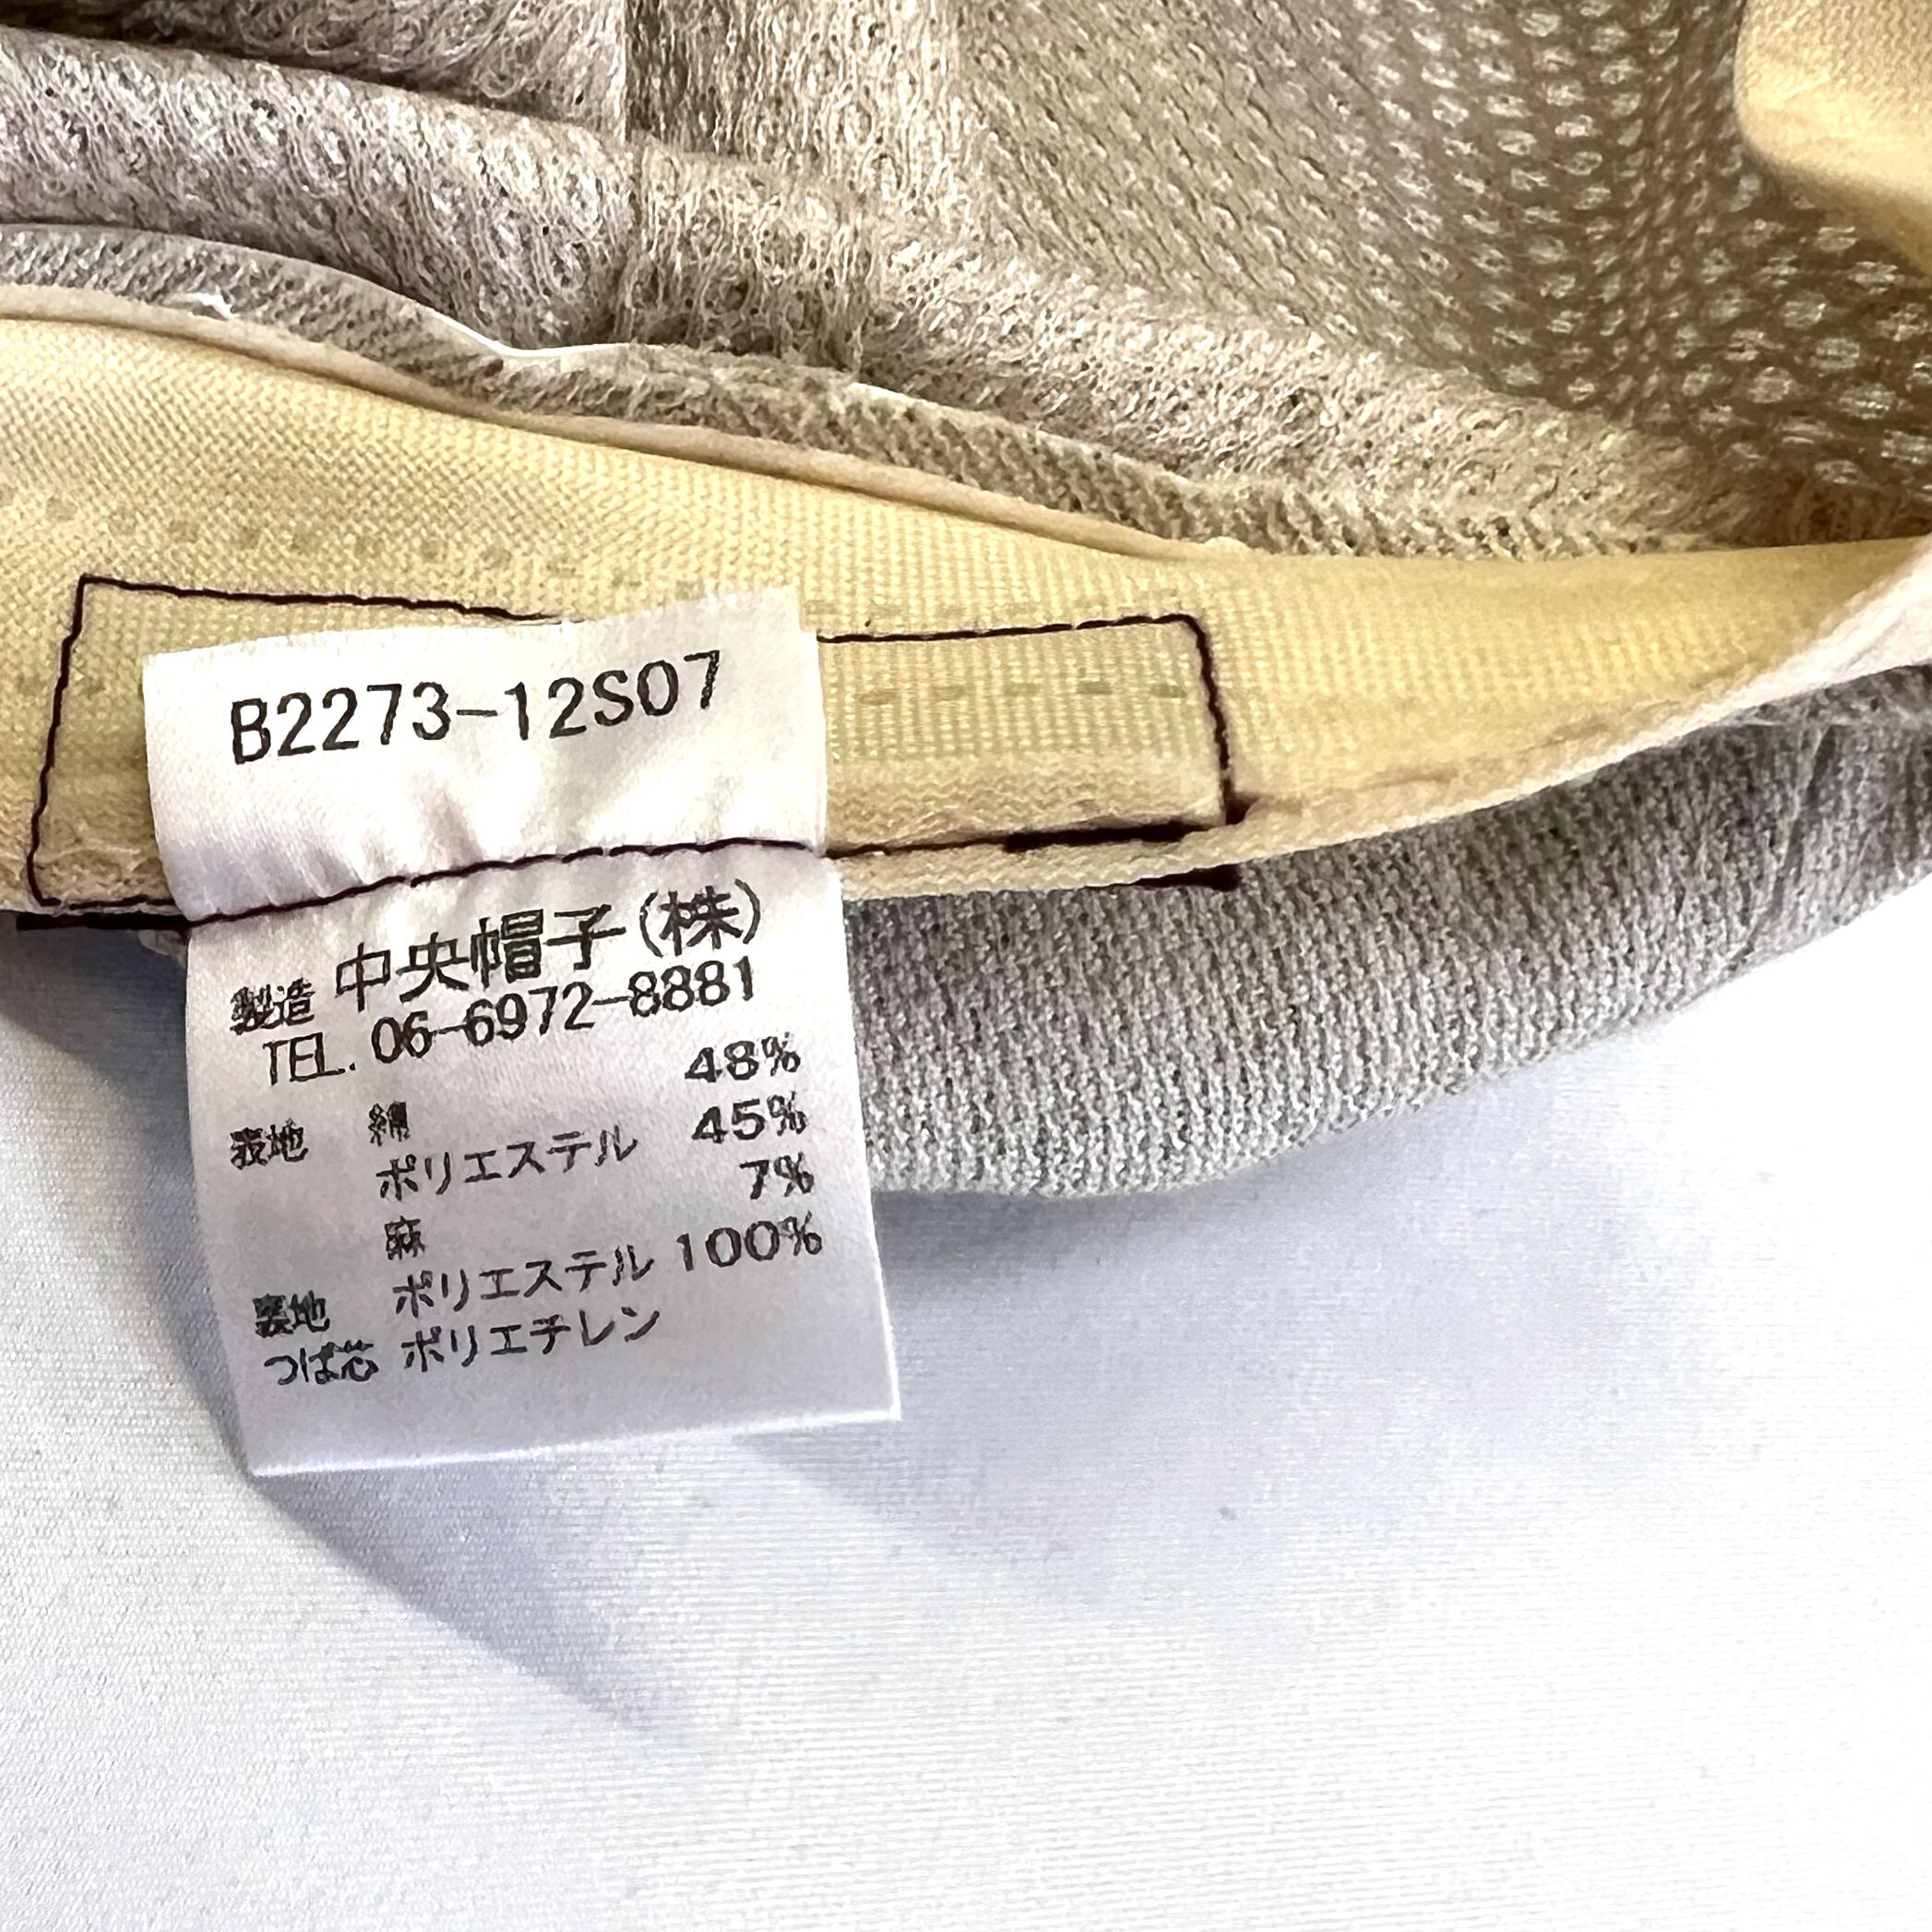 B2273-12S07
製造 中央帽子(株)
TEL. 06-6972-8881
表地 綿 48%
ポリエステル 45%
麻 7%
裏地 ポリエステル 100%
つば芯 ポリエチレン